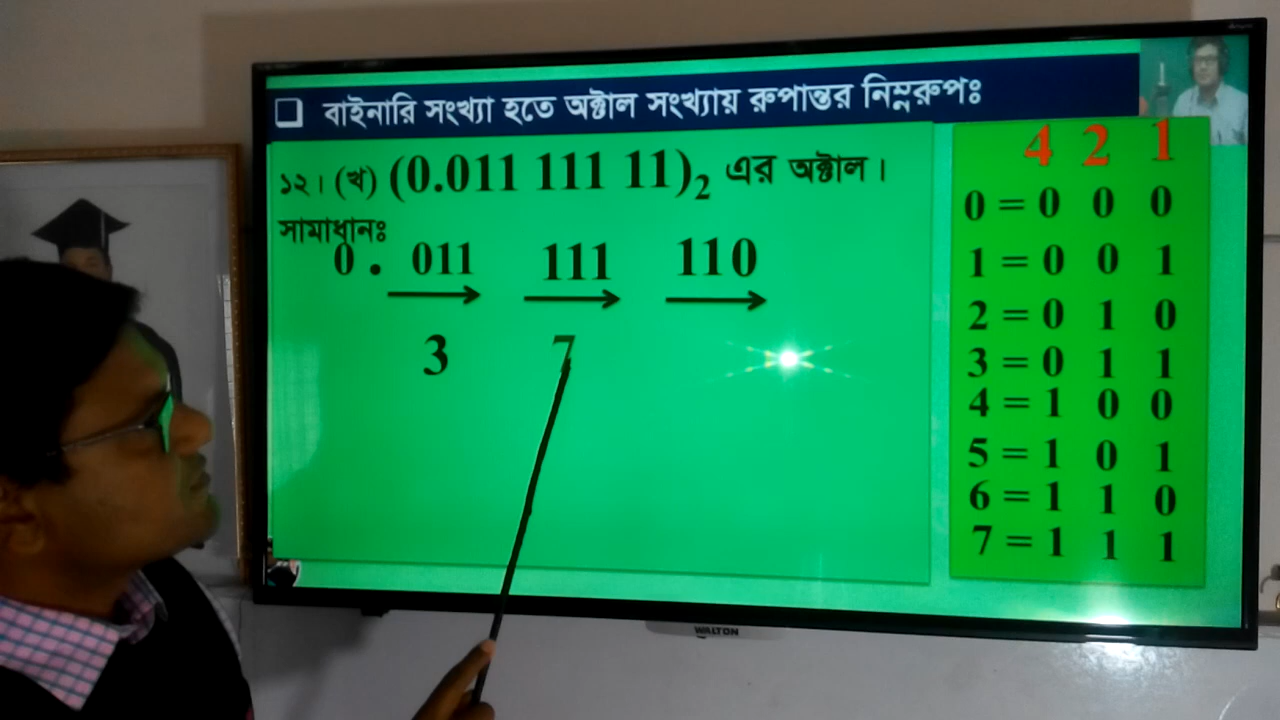 ❑ বাইনারি সংখ্যা হতে অক্টাল সংখ্যায় রুপান্তর নিম্নরুপঃ
১২। (খ) (0.011 111 11)₂ এর অক্টাল।
সামাধানঃ
0 . 011 111 110
3 7
4 2 1
0 = 0 0 0
1 = 0 0 1
2 = 0 1 0
3 = 0 1 1
4 = 1 0 0
5 = 1 0 1
6 = 1 1 0
7 = 1 1 1
WALTON